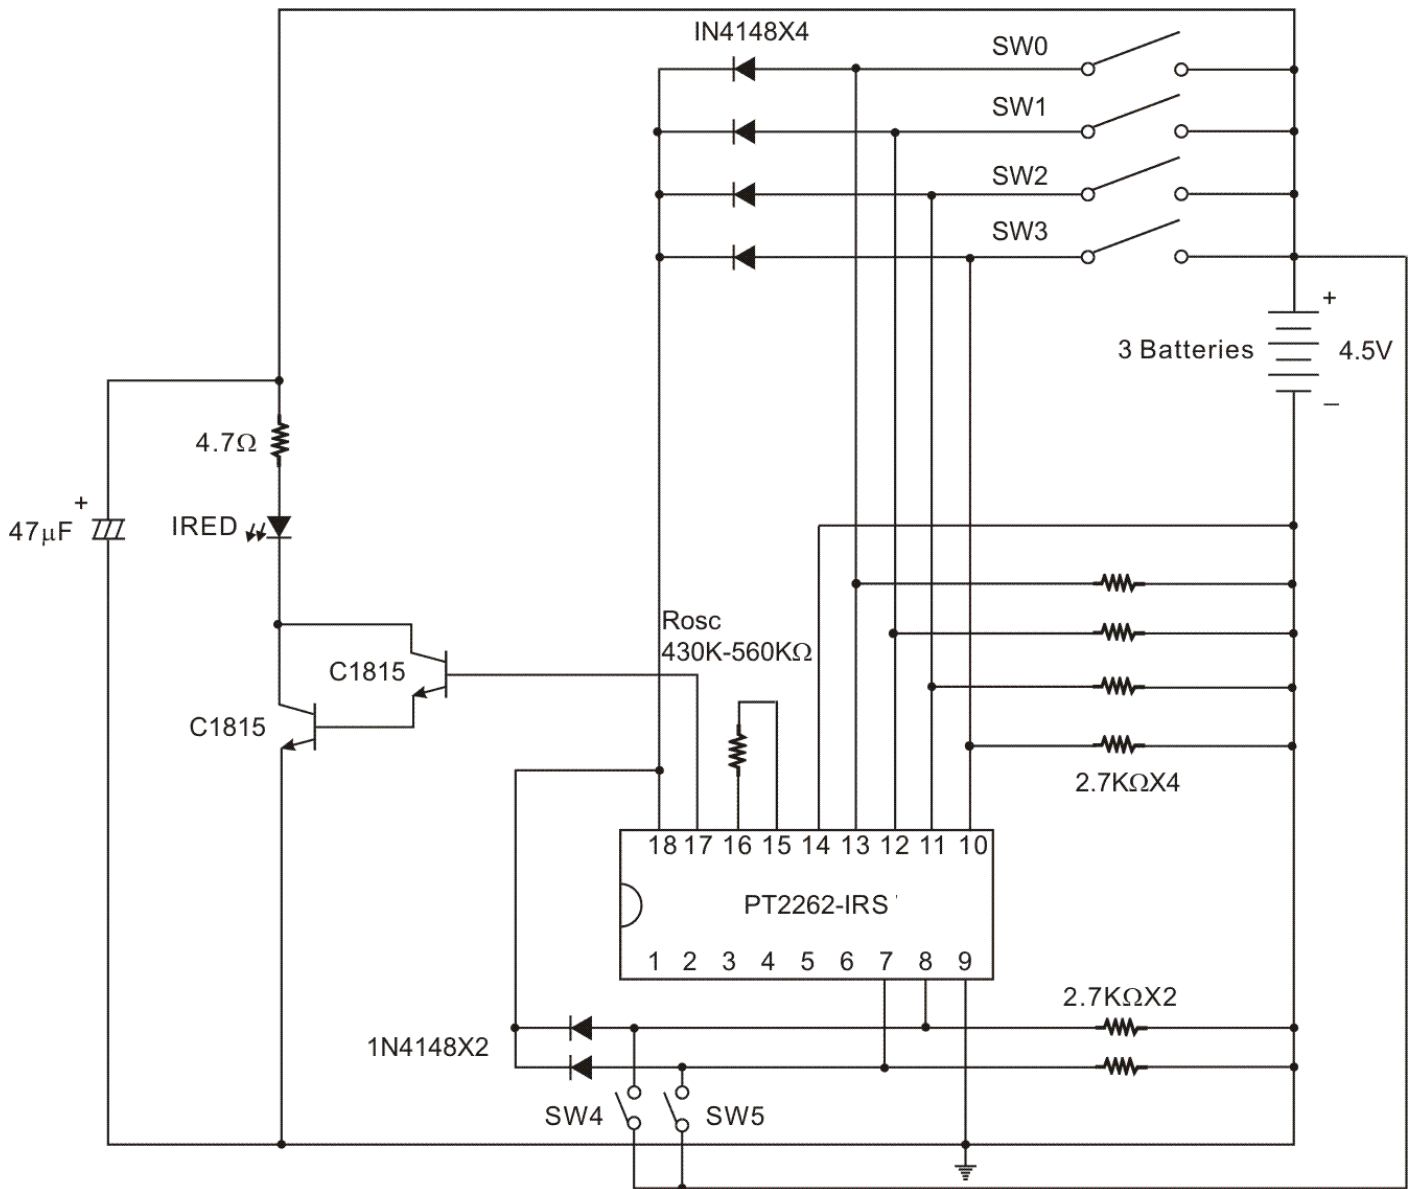 IN4148X4
SW0
SW1
SW2
SW3
+
3 Batteries
4.5V
–
4.7Ω
+
47μF
IRED
Rosc
430K-560KΩ
C1815
C1815
2.7KΩX4
18 17 16 15 14 13 12 11 10
PT2262-IRS '
1 2 3 4 5 6 7 8 9
2.7KΩX2
1N4148X2
SW4
SW5